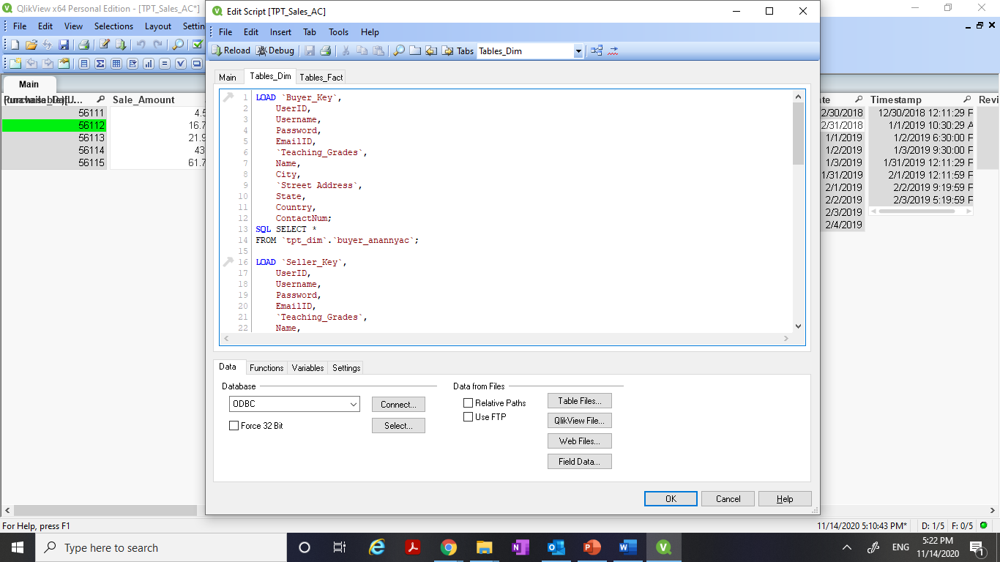 QlikView x64 Personal Edition - [TPT_Sales_AC*]
File Edit View Selections Layout
Main
Sale_Amount
56111
56112
56113
56114
56115
4.5
16.7
21.9
43
61.7
Edit Script [TPT_Sales_AC]
File Edit Insert Tab Tools Help
Reload Debug Tabs Tables_Dim
Main Tables_Dim Tables_Fact
1 LOAD `Buyer_Key`,
2 UserID,
3 Username,
4 Password,
5 EmailID,
6 `Teaching_Grades`,
7 Name,
8 City,
9 `Street Address`,
10 State,
11 Country,
12 ContactNum;
13 SQL SELECT *
14 FROM `tpt_dim`.`buyer_anannyac`;
15
16 LOAD `Seller_Key`,
17 UserID,
18 Username,
19 Password,
20 EmailID,
21 `Teaching_Grades`,
22 Name,
Data Functions Variables Settings
Database
ODBC
Connect...
Force 32 Bit
Select...
Data from Files
Relative Paths
Use FTP
Table Files...
QlikView File...
Web Files...
Field Data...
OK Cancel Help
te
2/30/2018
2/31/2018
1/1/2019
1/2/2019
1/3/2019
1/31/2019
2/1/2019
2/2/2019
2/3/2019
2/4/2019
Timestamp
12/30/2018 12:11:29 F
1/1/2019 10:30:29 A
1/2/2019 6:30:00 F
1/3/2019 9:30:00 F
1/31/2019 12:11:29 F
2/1/2019 12:11:59 F
2/2/2019 9:19:59 F
2/3/2019 5:19:59 F
Revi
For Help, press F1
11/14/2020 5:10:43 PM* D: 1/5 F: 0/5
Type here to search
ENG
5:22 PM
11/14/2020
1